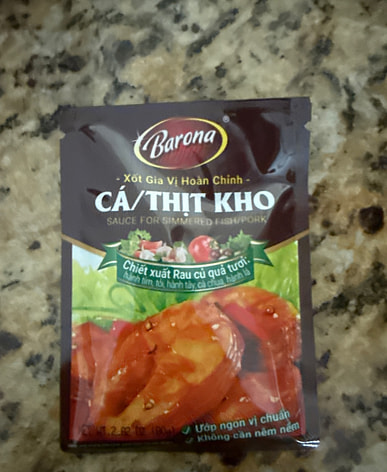 Barona
- Xốt Gia Vị Hoàn Chỉnh -
CÁ/THỊT KHO
SAUCE FOR SIMMERED FISH/PORK
Chiết xuất Rau củ quả tươi:
hành tím, tỏi, hành tây, cà chua, hành lá
Ướp ngon vị chuẩn
Không cần nêm nếm